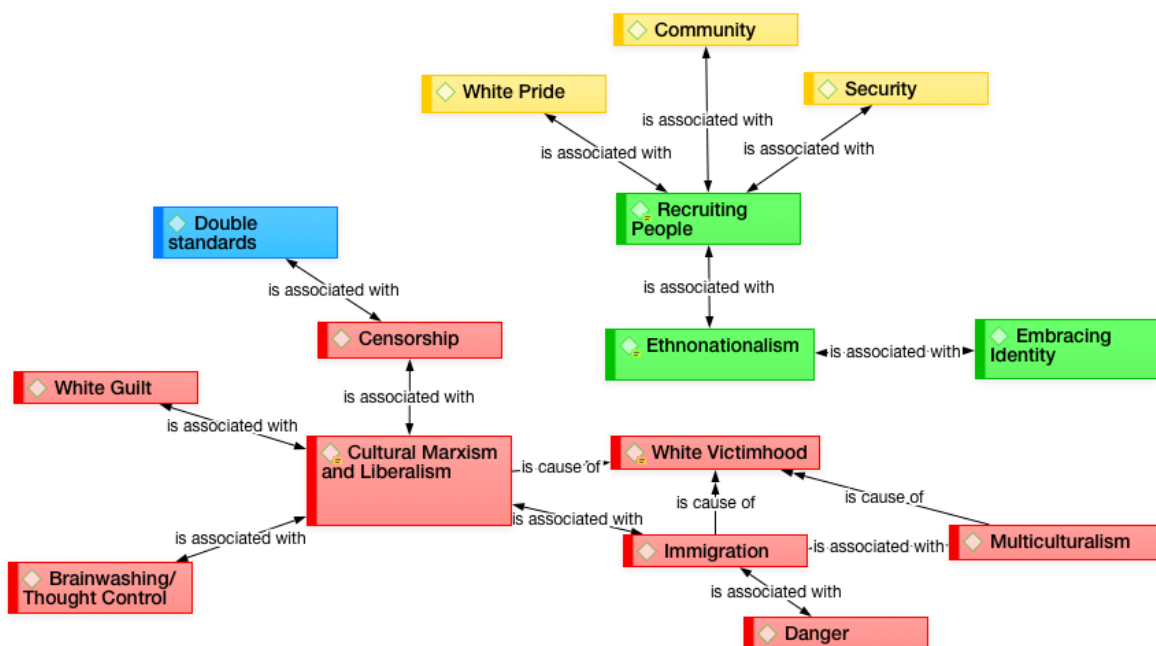 Community
White Pride
Security
is associated with
is associated with
is associated with
Recruiting
People
Double
standards
is associated with
is associated with
Censorship
Ethnonationalism
is associated with
Embracing
Identity
White Guilt
is associated with
is associated with
Cultural Marxism
and Liberalism
White Victimhood
is cause of
is cause of
is cause of
is associated with
is associated with
Immigration
is associated with
Multiculturalism
Brainwashing/
Thought Control
is associated with
Danger